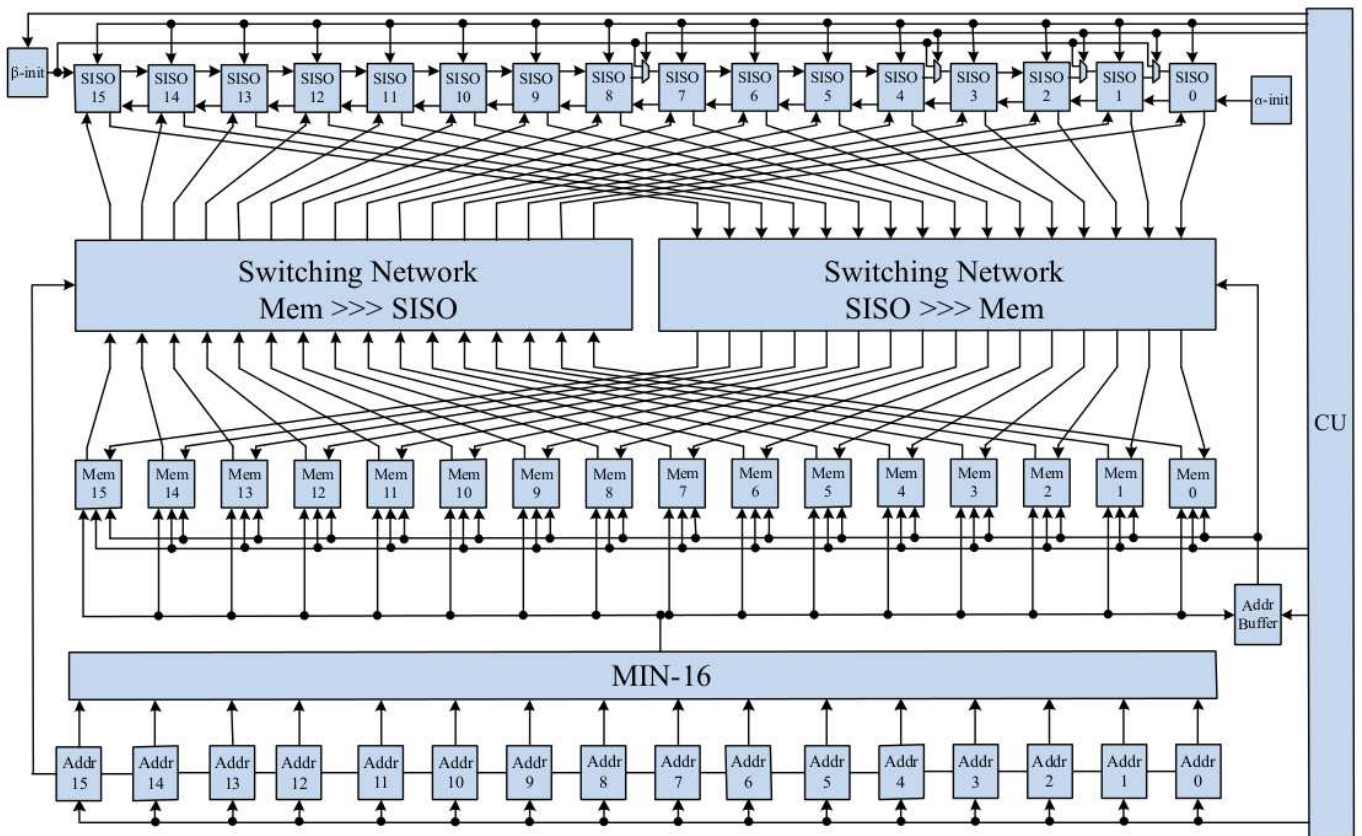 β-init
SISO
15
SISO
14
SISO
13
SISO
12
SISO
11
SISO
10
SISO
9
SISO
8
SISO
7
SISO
6
SISO
5
SISO
4
SISO
3
SISO
2
SISO
1
SISO
0
α-init
Switching Network
Mem >>> SISO
Switching Network
SISO >>> Mem
CU
Mem
15
Mem
14
Mem
13
Mem
12
Mem
11
Mem
10
Mem
9
Mem
8
Mem
7
Mem
6
Mem
5
Mem
4
Mem
3
Mem
2
Mem
1
Mem
0
Addr
Buffer
MIN-16
Addr
15
Addr
14
Addr
13
Addr
12
Addr
11
Addr
10
Addr
9
Addr
8
Addr
7
Addr
6
Addr
5
Addr
4
Addr
3
Addr
2
Addr
1
Addr
0